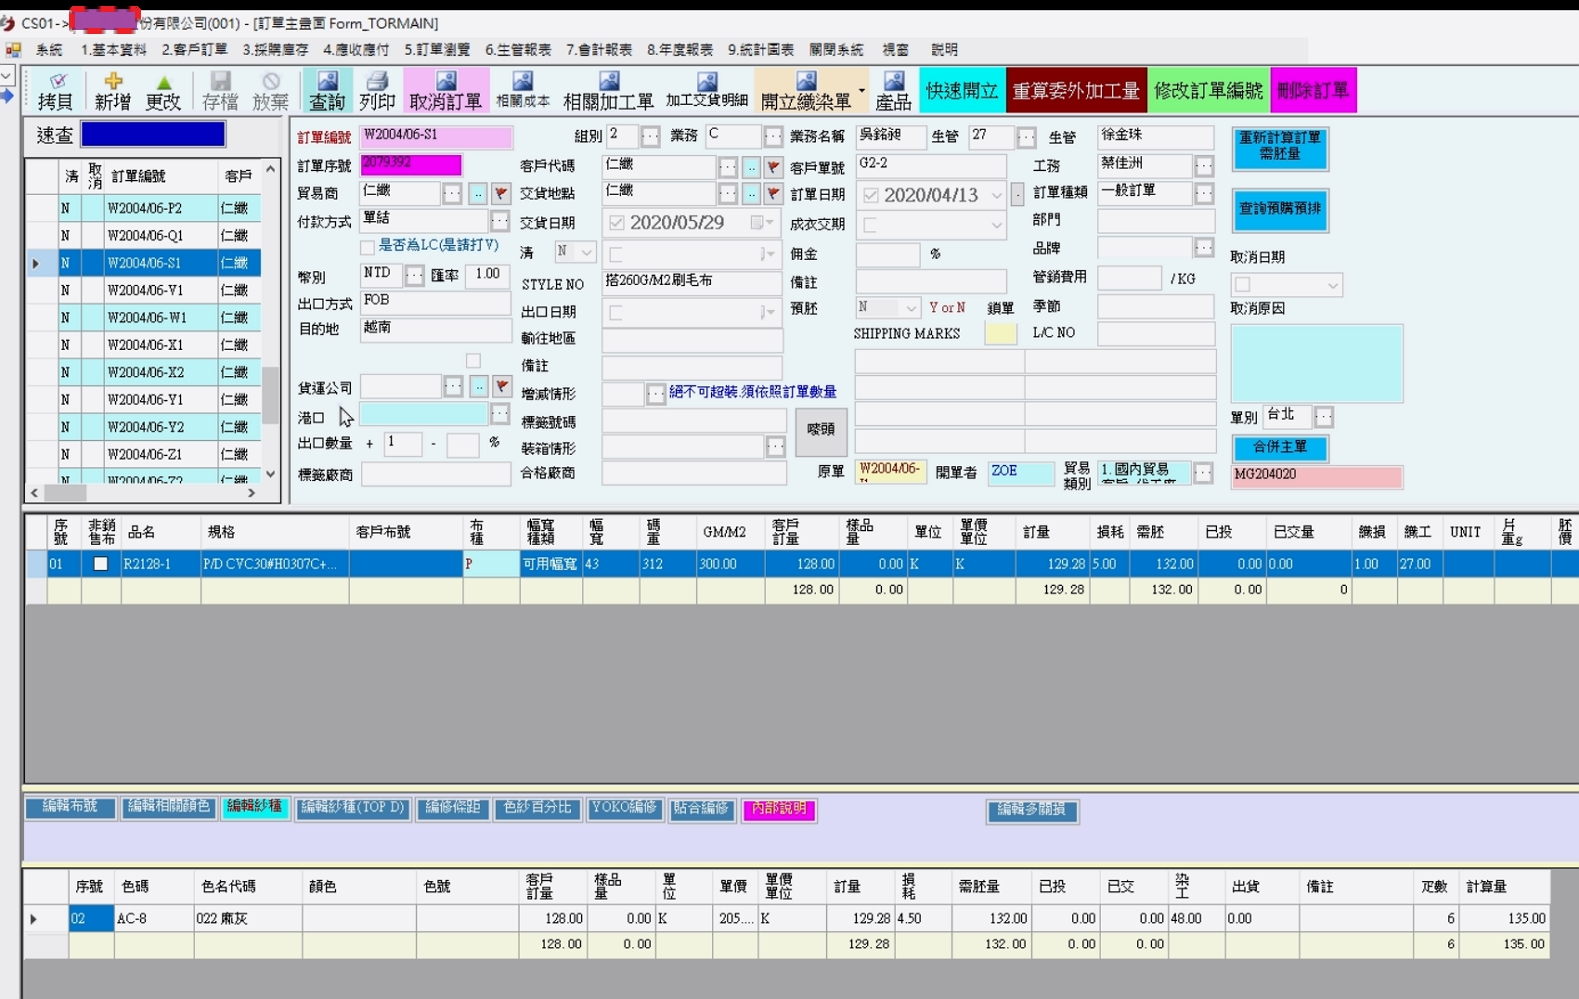 CS01-> 份有限公司(001) - [訂單主畫面 Form_TORMAIN]
系統 1.基本資料 2.客戶訂單 3.採購庫存 4.應收應付 5.訂單瀏覽 6.生管報表 7.會計報表 8.年度報表 9.統計圖表 關閉系統 視窗 說明
拷貝 新增 更改 存檔 放棄 查詢 列印 取消訂單 相關成本 相關加工單 加工交貨明細 開立織染單 產品 快速開立 重算委外加工量 修改訂單編號 刪除訂單
速查
清 取消 訂單編號 客戶
N W2004/06-P2 仁織
N W2004/06-Q1 仁織
N W2004/06-S1 仁織
N W2004/06-V1 仁織
N W2004/06-W1 仁織
N W2004/06-X1 仁織
N W2004/06-X2 仁織
N W2004/06-Y1 仁織
N W2004/06-Y2 仁織
N W2004/06-Z1 仁織
N W2004/06-Z2 仁織
訂單編號 W2004/06-S1 組別 2 業務 C 業務名稱 吳銘昶 生管 27 生管 徐金珠 重新計算訂單需胚量
訂單序號 2079392 客戶代碼 仁織 客戶單號 G2-2 工務 蔡佳洲
貿易商 仁織 交貨地點 仁織 訂單日期 2020/04/13 訂單種類 一般訂單 查詢預購預排
付款方式 單結 交貨日期 2020/05/29 成衣交期 部門
是否為LC(是請打V) 清 N 佣金 % 品牌 取消日期
幣別 NTD 匯率 1.00 STYLE NO 搭260G/M2刷毛布 備註 管銷費用 /KG
出口方式 FOB 出口日期 預胚 N Y or N 鎖單 季節 取消原因
目的地 越南 輸往地區 SHIPPING MARKS L/C NO
備註
貨運公司 增減情形 絕不可超裝.須依照訂單數量
港口 標籤號碼 嘜頭 單別 台北
出口數量 + 1 - % 裝箱情形 合併主單
標籤廠商 合格廠商 原單 W2004/06- 開單者 ZOE 貿易類別 1.國內貿易 MG204020
序號 非銷售布 品名 規格 客戶布號 布種 幅寬種類 幅寬 碼重 GM/M2 客戶訂量 樣品量 單位 單價單位 訂量 損耗 需胚 已投 已交量 織損 織工 UNIT 片重g 胚價
01 R2128-1 P/D CVC30#H0307C+... P 可用幅寬 43 312 300.00 128.00 0.00 K K 129.28 5.00 132.00 0.00 0.00 1.00 27.00
128.00 0.00 129.28 132.00 0.00 0
編輯布號 編輯相關顏色 編輯紗種 編輯紗種(TOP D) 編修條距 色紗百分比 YOKO編修 貼合編修 內部說明 編輯多關損
序號 色碼 色名代碼 顏色 色號 客戶訂量 樣品量 單位 單價 單價單位 訂量 損耗 需胚量 已投 已交 染工 出貨 備註 疋數 計算量
02 AC-8 022 麻灰 128.00 0.00 K 205.... K 129.28 4.50 132.00 0.00 0.00 48.00 0.00 6 135.00
128.00 0.00 129.28 132.00 0.00 0.00 6 135.00